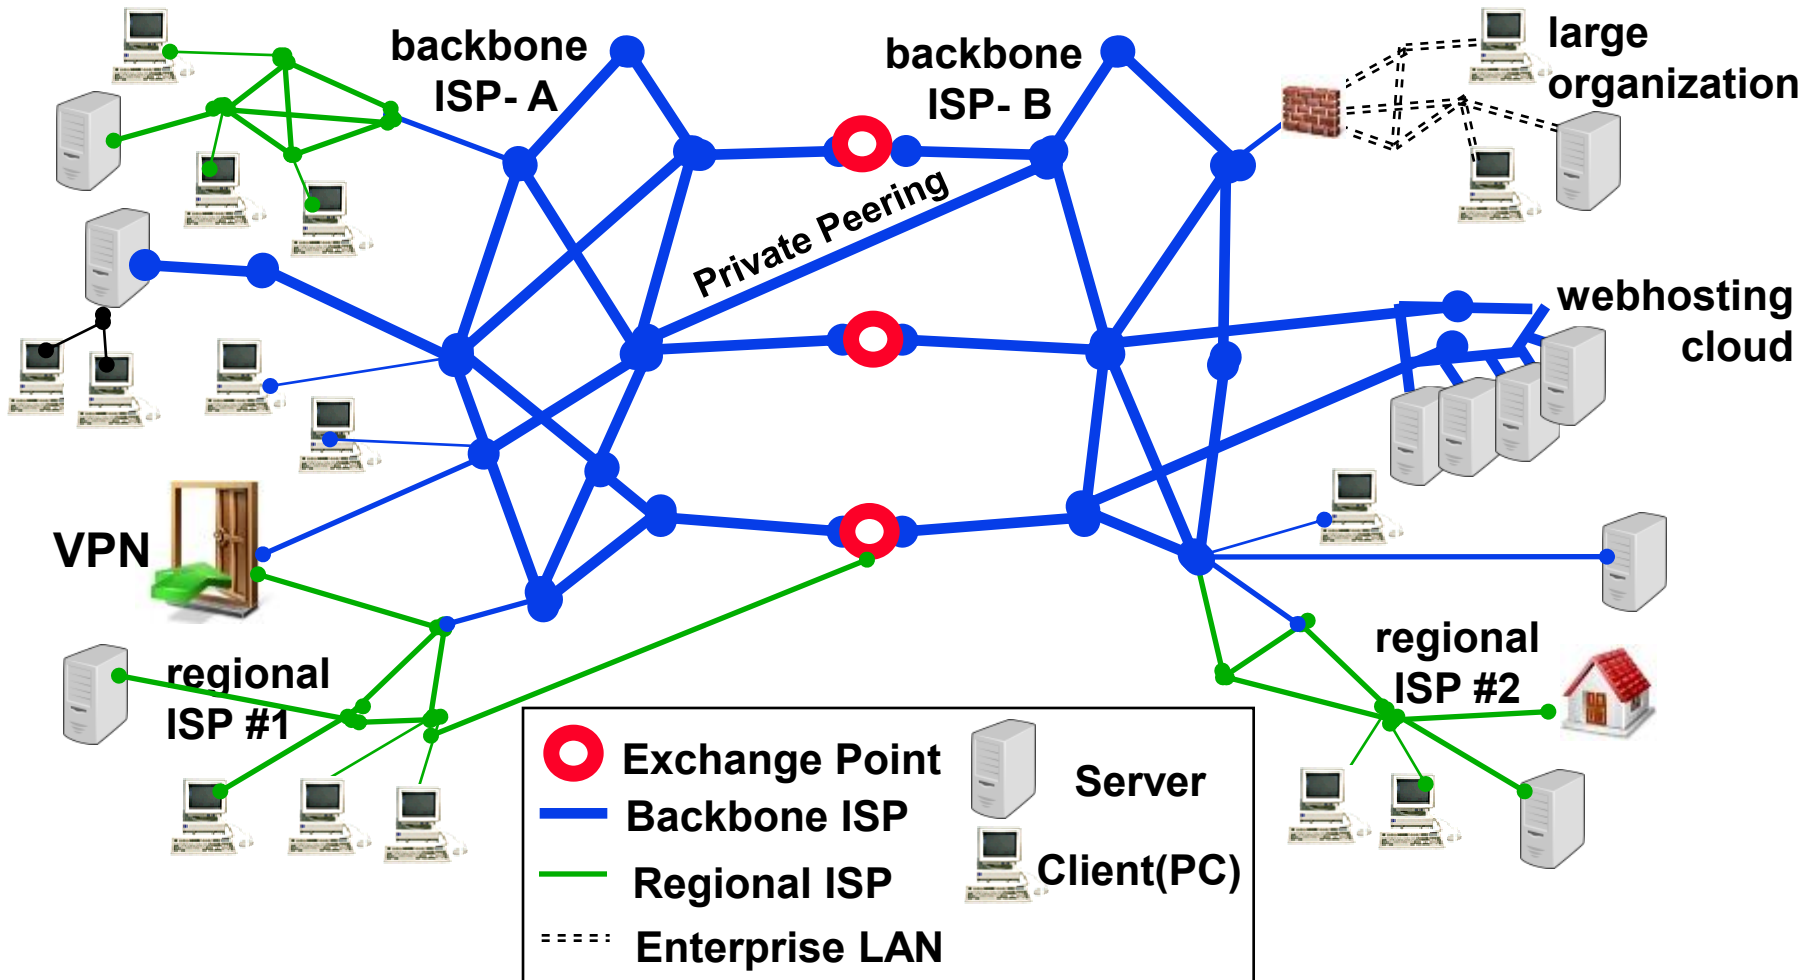 backbone
ISP- A
backbone
ISP- B
large
organization
Private Peering
webhosting
cloud
VPN
regional
ISP #1
regional
ISP #2
Exchange Point
Backbone ISP
Regional ISP
Enterprise LAN
Server
Client(PC)